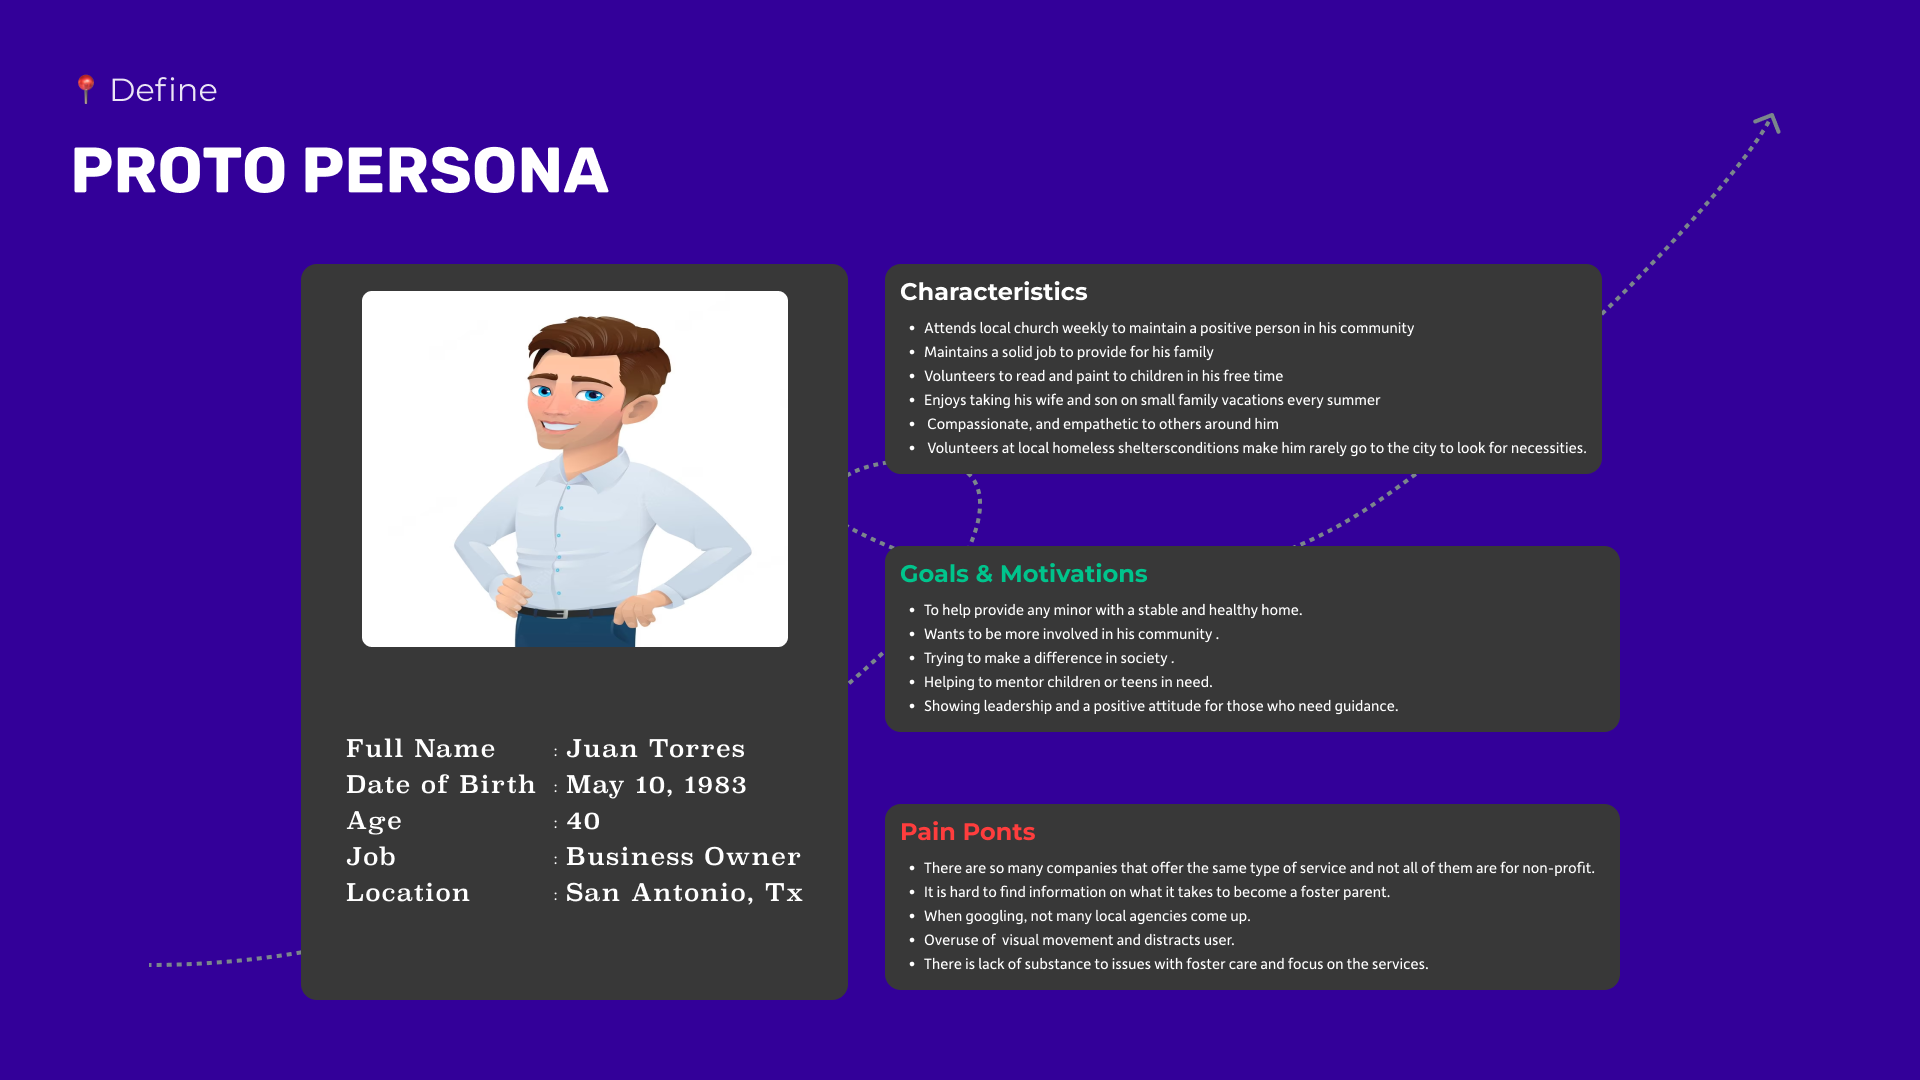 Define
PROTO PERSONA
Full Name : Juan Torres
Date of Birth : May 10, 1983
Age : 40
Job : Business Owner
Location : San Antonio, Tx
Characteristics
• Attends local church weekly to maintain a positive person in his community
• Maintains a solid job to provide for his family
• Volunteers to read and paint to children in his free time
• Enjoys taking his wife and son on small family vacations every summer
• Compassionate, and empathetic to others around him
• Volunteers at local homeless sheltersconditions make him rarely go to the city to look for necessities.
Goals & Motivations
• To help provide any minor with a stable and healthy home.
• Wants to be more involved in his community .
• Trying to make a difference in society .
• Helping to mentor children or teens in need.
• Showing leadership and a positive attitude for those who need guidance.
Pain Ponts
• There are so many companies that offer the same type of service and not all of them are for non-profit.
• It is hard to find information on what it takes to become a foster parent.
• When googling, not many local agencies come up.
• Overuse of  visual movement and distracts user.
• There is lack of substance to issues with foster care and focus on the services.